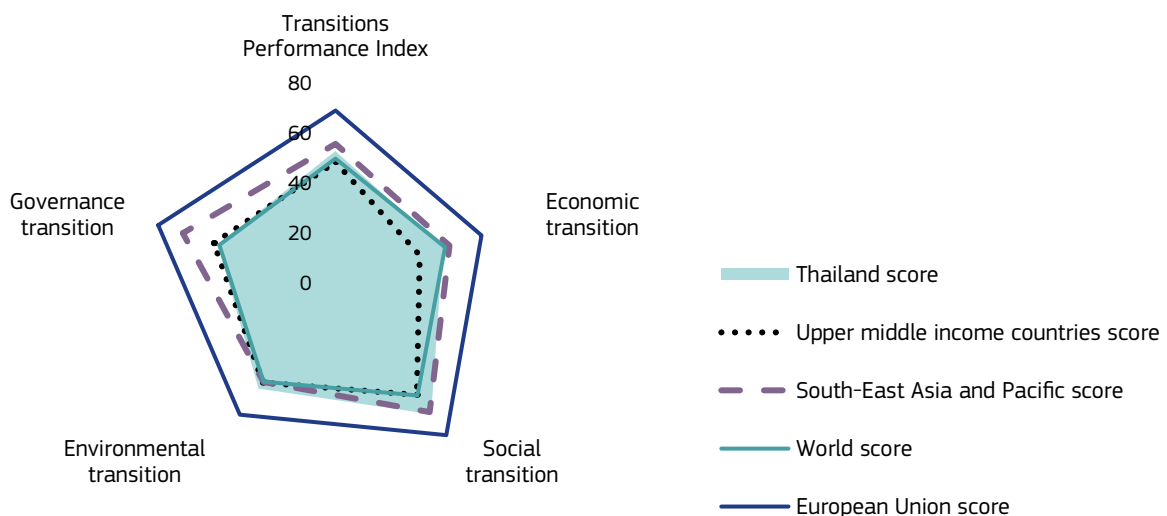 Transitions
Performance Index
80
60
40
20
0
Governance
transition
Economic
transition
Environmental
transition
Social
transition
Thailand score
Upper middle income countries score
South-East Asia and Pacific score
World score
European Union score